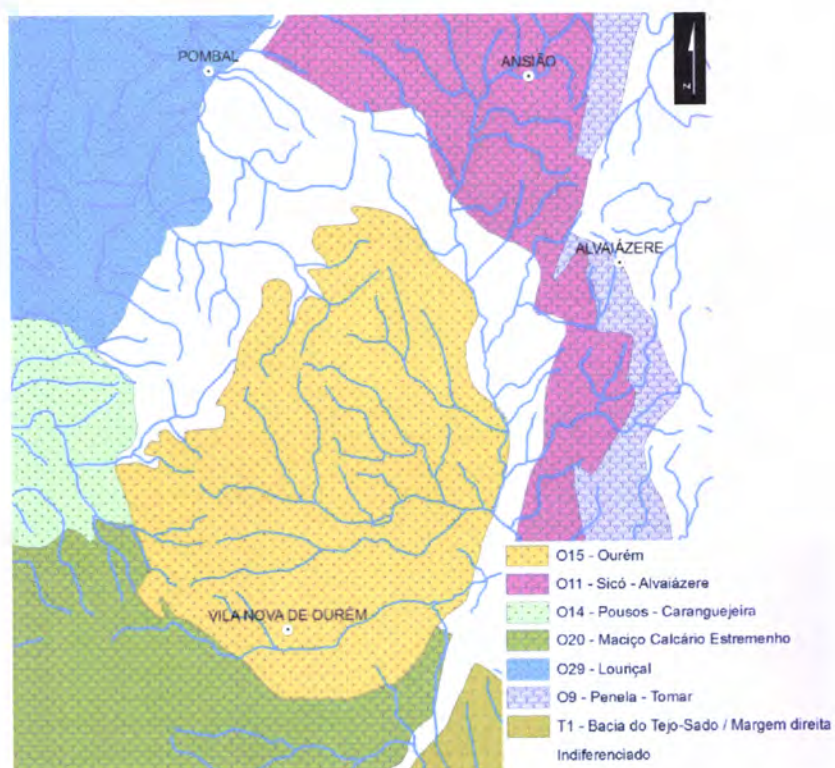 POMBAL
ANSIÃO
N
ALVAIÁZERE
VILA NOVA DE OURÉM
O15 - Ourém
O11 - Sicó - Alvaiázere
O14 - Pousos - Caranguejeira
O20 - Maciço Calcário Estremenho
O29 - Louriçal
O9 - Penela - Tomar
T1 - Bacia do Tejo-Sado / Margem direita
Indiferenciado